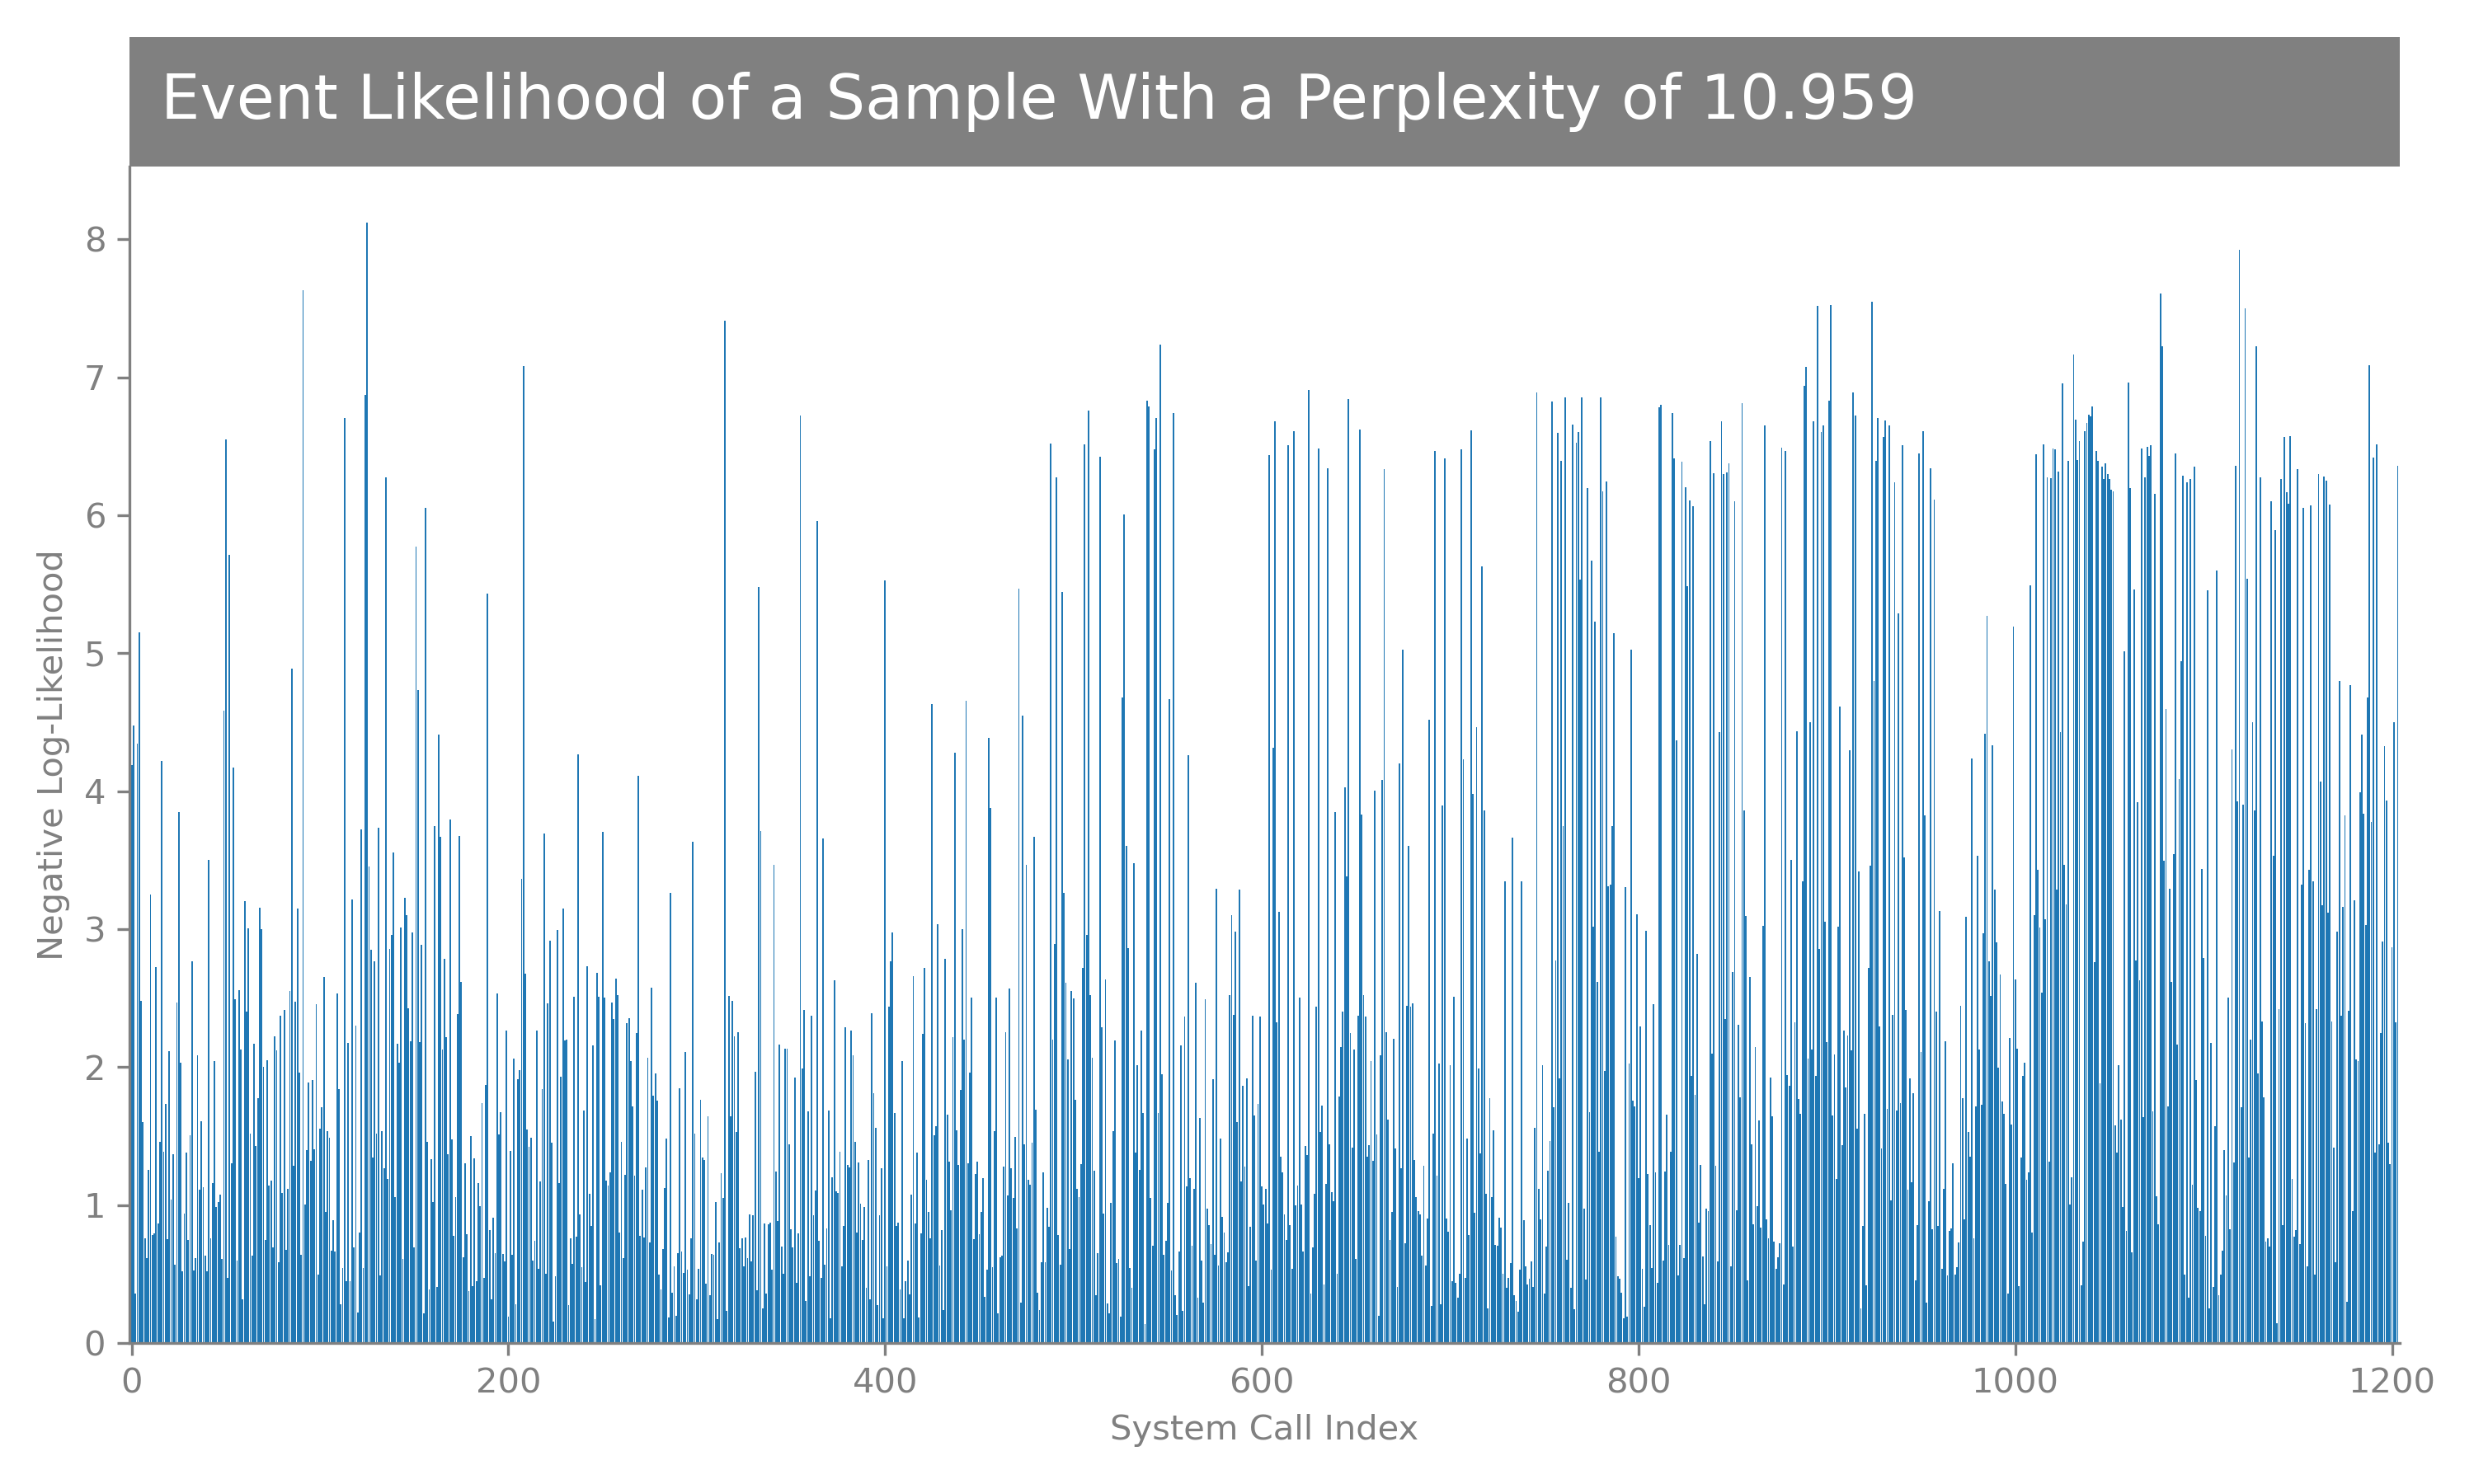 Event Likelihood of a Sample With a Perplexity of 10.959
8
7
6
5
4
3
2
1
0
Negative Log-Likelihood
0 200 400 600 800 1000 1200
System Call Index